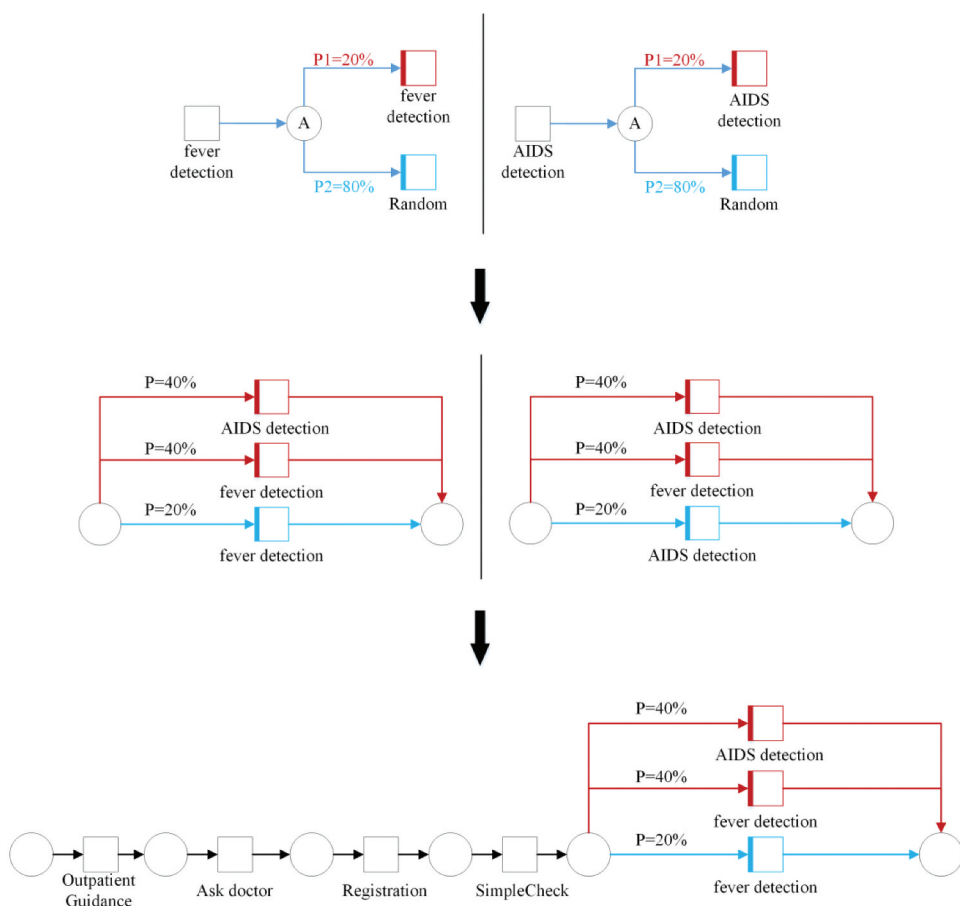 P1=20%
fever
detection
A
fever
detection
P2=80%
Random
P1=20%
AIDS
detection
A
AIDS
detection
P2=80%
Random
P=40%
AIDS detection
P=40%
fever detection
P=20%
fever detection
P=40%
AIDS detection
P=40%
fever detection
P=20%
AIDS detection
P=40%
AIDS detection
P=40%
fever detection
P=20%
fever detection
Outpatient
Guidance
Ask doctor
Registration
SimpleCheck